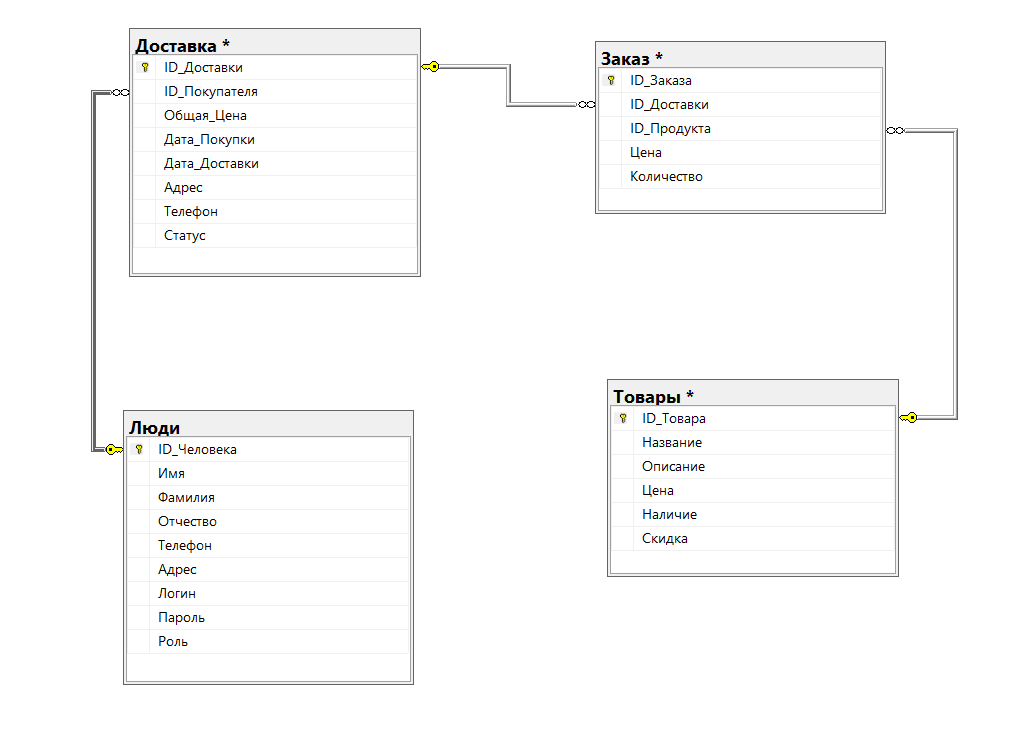 Доставка *
ID_Доставки
ID_Покупателя
Общая_Цена
Дата_Покупки
Дата_Доставки
Адрес
Телефон
Статус
Заказ *
ID_Заказа
ID_Доставки
ID_Продукта
Цена
Количество
Люди
ID_Человека
Имя
Фамилия
Отчество
Телефон
Адрес
Логин
Пароль
Роль
Товары *
ID_Товара
Название
Описание
Цена
Наличие
Скидка